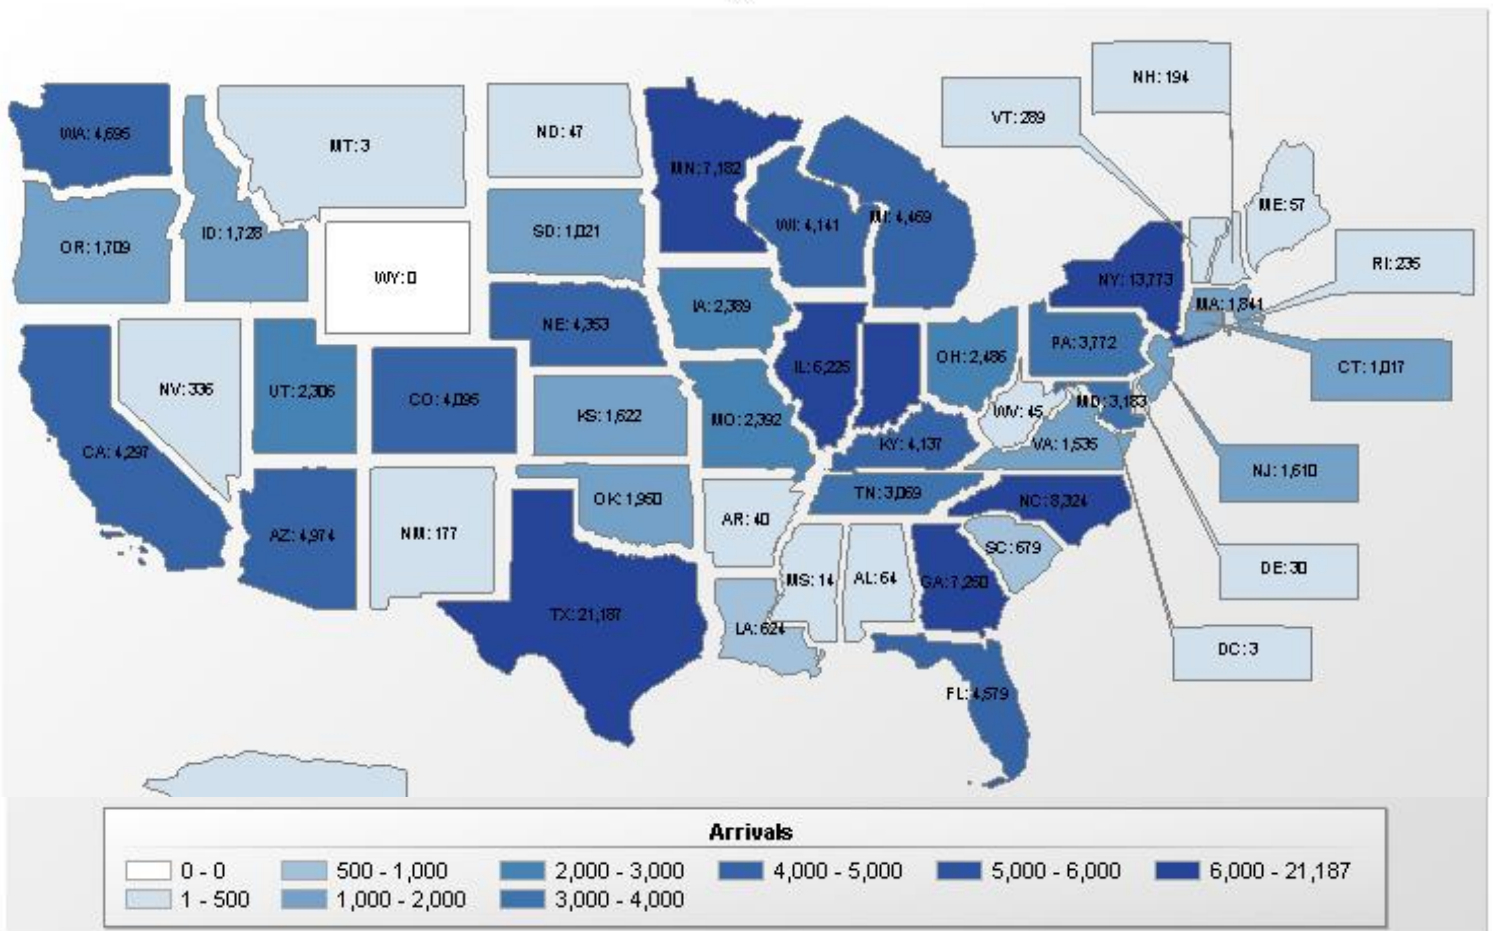 NH: 194
VT: 289
WA: 4,695
MT: 3
ND: 47
MN: 7,182
ME: 57
OR: 1,709
ID: 1,728
SD: 1,021
WI: 4,141
MI: 4,469
RI: 235
WY: 0
NY: 13,773
MA: 1,841
NE: 4,353
IA: 2,389
PA: 3,772
OH: 2,486
IL: 6,225
CT: 1,017
NV: 336
UT: 2,306
CO: 4,095
KS: 1,622
MO: 2,392
WV: 45
MD: 3,183
KY: 4,137
VA: 1,535
CA: 4,297
NJ: 1,610
TN: 3,069
OK: 1,950
NC: 8,324
AR: 40
AZ: 4,974
NM: 177
SC: 679
DE: 30
MS: 14
AL: 64
GA: 7,250
TX: 21,187
LA: 624
DC: 3
FL: 4,579
Arrivals
0 - 0
500 - 1,000
2,000 - 3,000
4,000 - 5,000
5,000 - 6,000
6,000 - 21,187
1 - 500
1,000 - 2,000
3,000 - 4,000